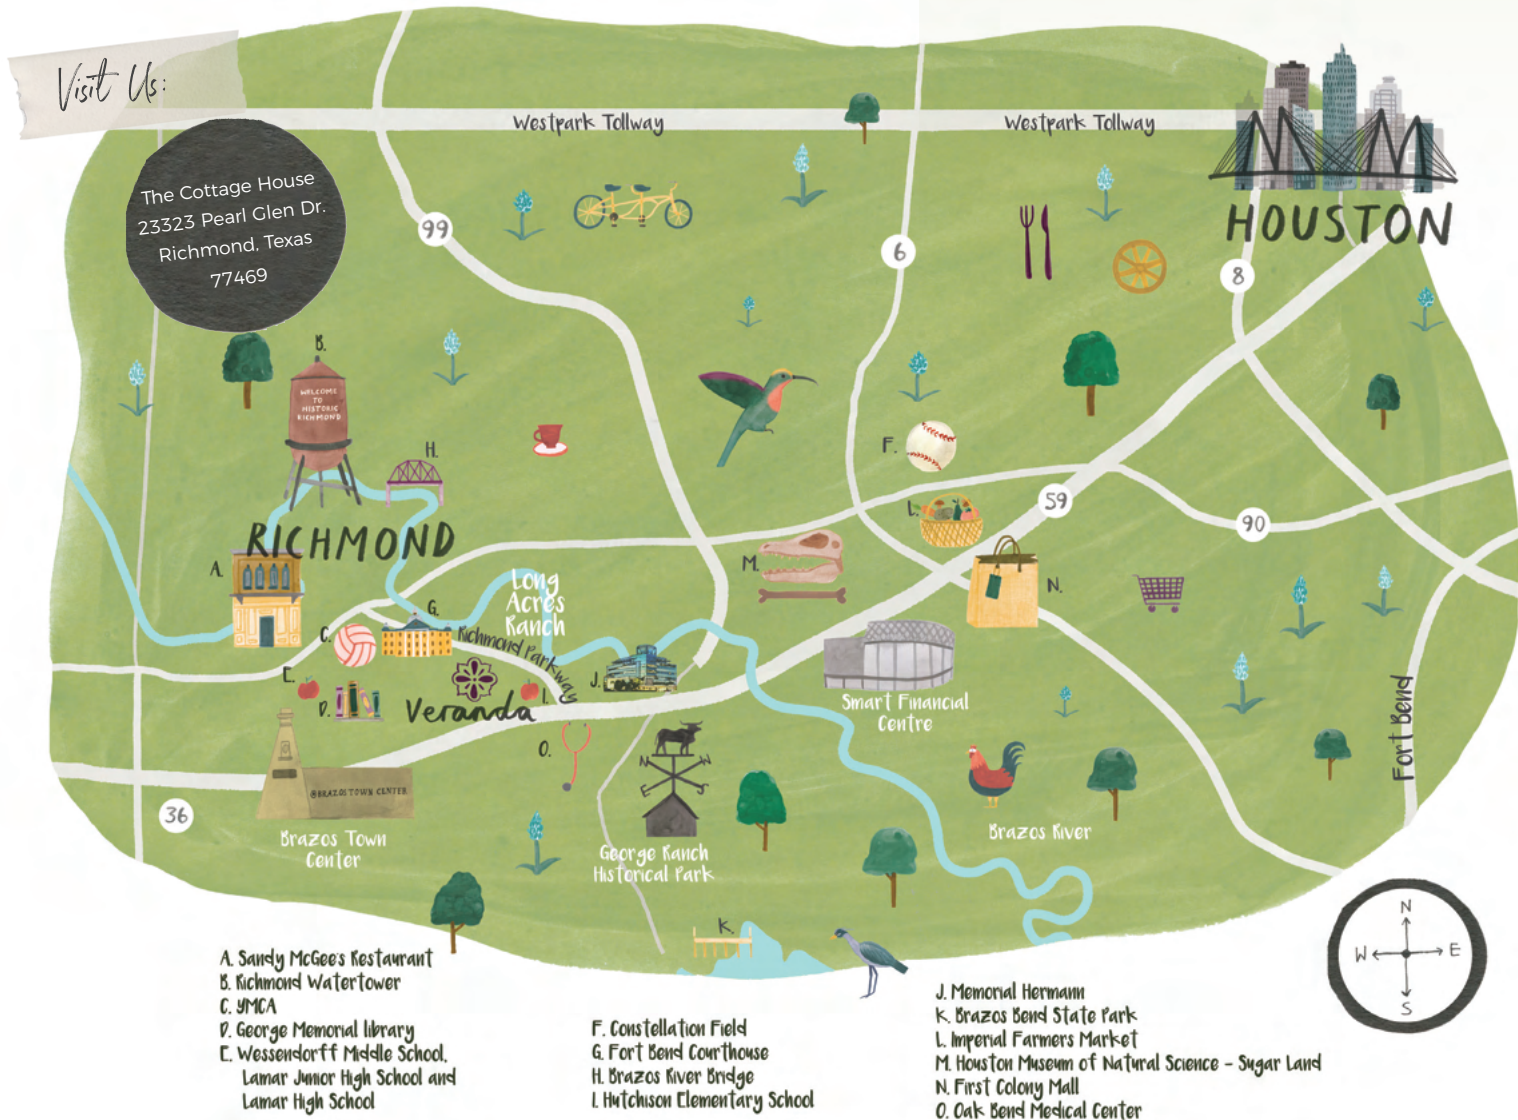 Visit Us:
The Cottage House
23323 Pearl Glen Dr.
Richmond, Texas
77469
Westpark Tollway
Westpark Tollway
HOUSTON
99
6
8
B.
WELCOME
TO
HISTORIC
RICHMOND
H.
F.
L.
59
90
RICHMOND
A.
M.
N.
Long
Acres
Ranch
G.
C.
Richmond Parkway
E.
D.
I.
J.
Veranda
O.
Smart Financial
Centre
Fort Bend
N
W
E
S
@BRAZOS TOWN CENTER
36
Brazos Town
Center
George Ranch
Historical Park
Brazos River
K.
N
W
E
S
A. Sandy McGee's Restaurant
B. Richmond Watertower
C. YMCA
D. George Memorial library
E. Wessendorff Middle School,
Lamar Junior High School and
Lamar High School
F. Constellation Field
G. Fort Bend Courthouse
H. Brazos River Bridge
I. Hutchison Elementary School
J. Memorial Hermann
K. Brazos Bend State Park
L. Imperial Farmers Market
M. Houston Museum of Natural Science - Sugar Land
N. First Colony Mall
O. Oak Bend Medical Center